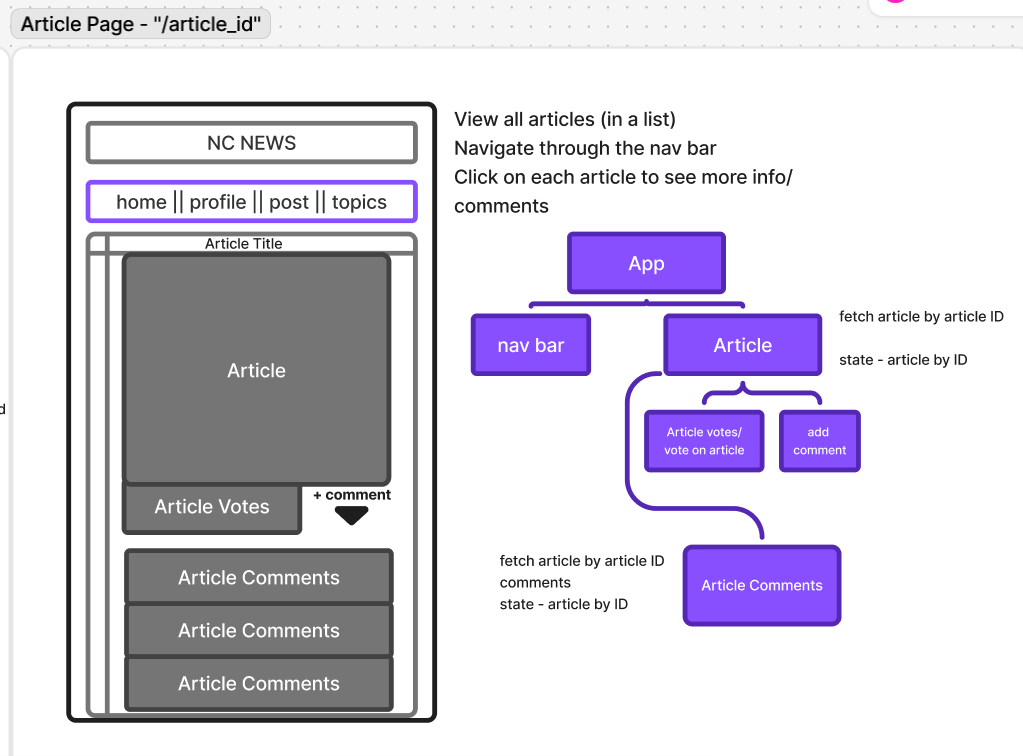 Article Page - "/article_id"
NC NEWS
home || profile || post || topics
Article Title
Article
Article Votes
+ comment
Article Comments
Article Comments
Article Comments
View all articles (in a list)
Navigate through the nav bar
Click on each article to see more info/
comments
App
nav bar
Article
fetch article by article ID
state - article by ID
Article votes/
vote on article
add
comment
fetch article by article ID
comments
state - article by ID
Article Comments